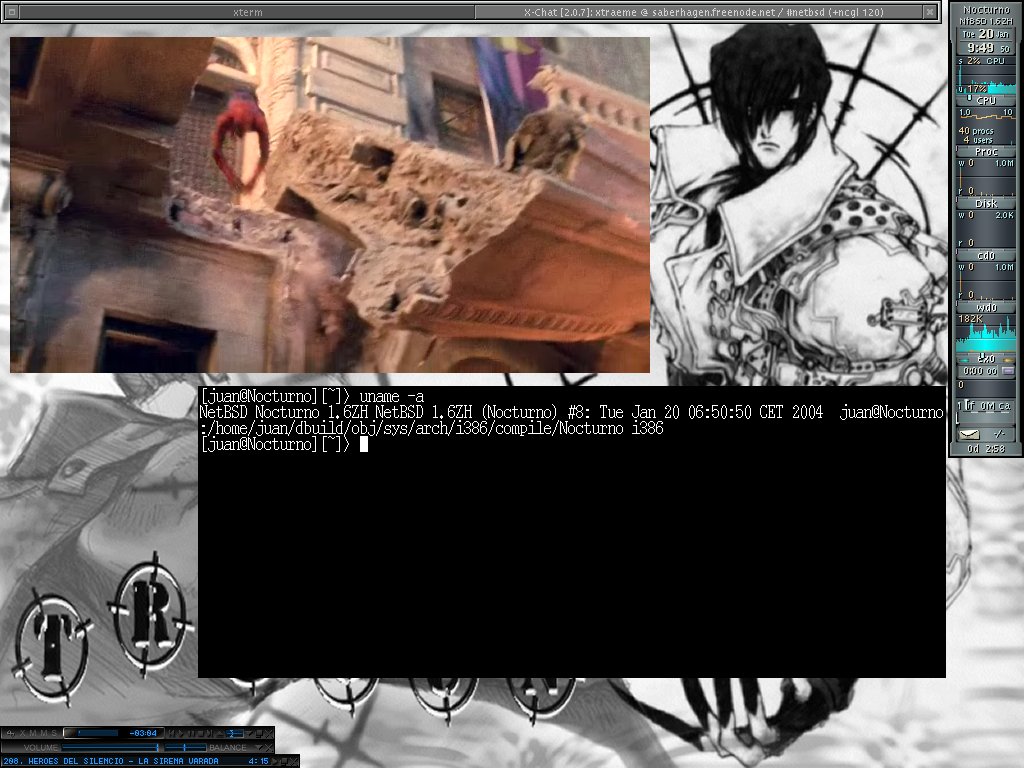 xterm
X-Chat [2.0.7]: xtraeme @ saberhagen.freenode.net / #netbsd (+ncgl 120)
Nocturno
NetBSD 1.6ZH
Tue 20 Jan
9:49 50
s 2% CPU
u 17%
CPU
1.0 10
40 procs
4 users
Proc
w 0 1.0M
r 0
Disk
w 0 2.0K
r 0
cd0
w 0 1.0M
r 0
wd0
182K
ex0
0:00
0
0d 2:58
[juan@Nocturno][~]> uname -a
NetBSD Nocturno 1.6ZH NetBSD 1.6ZH (Nocturno) #8: Tue Jan 20 06:50:50 CET 2004  juan@Nocturno
:/home/juan/dbuild/obj/sys/arch/i386/compile/Nocturno i386
[juan@Nocturno][~]>
T R
XMMS -03:04
VOLUME BALANCE
208. HEROES DEL SILENCIO - LA SIRENA VARADA 4:15